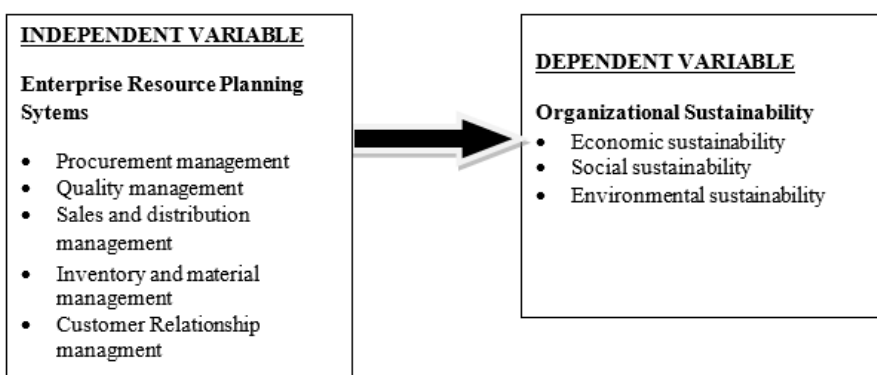 INDEPENDENT VARIABLE
Enterprise Resource Planning
Sytems
• Procurement management
• Quality management
• Sales and distribution
management
• Inventory and material
management
• Customer Relationship
managment
DEPENDENT VARIABLE
Organizational Sustainability
• Economic sustainability
• Social sustainability
• Environmental sustainability